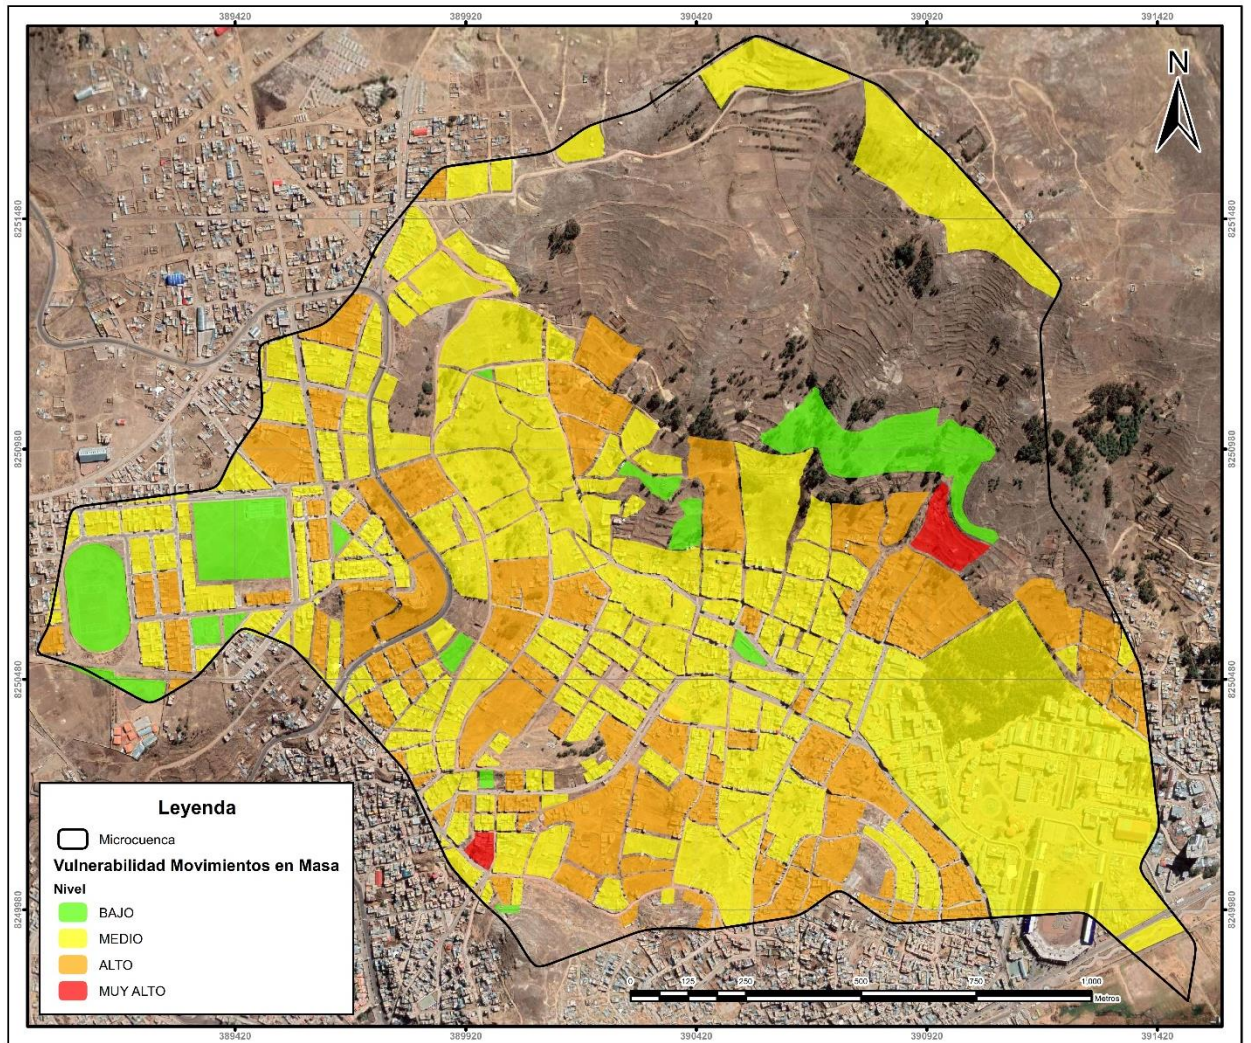 389420 389920 390420 390920 391420
N
8251480 8251480
8250980 8250980
8250480 8250480
8249980 8249980
Leyenda
Microcuenca
Vulnerabilidad Movimientos en Masa
Nivel
BAJO
MEDIO
ALTO
MUY ALTO
0 125 250 500 750 1,000
Metros
389420 389920 390420 390920 391420